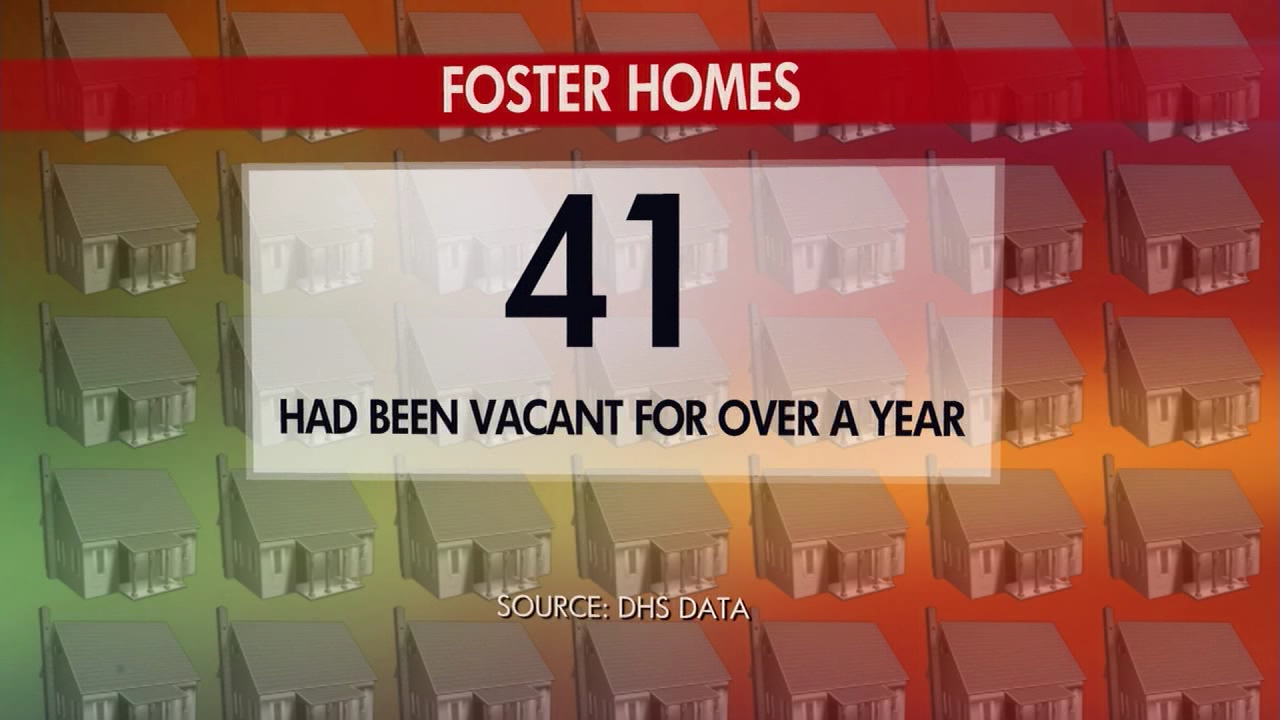 FOSTER HOMES
41
HAD BEEN VACANT FOR OVER A YEAR
SOURCE: DHS DATA